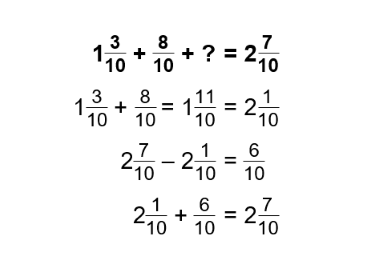 1 3/10 + 8/10 + ? = 2 7/10
1 3/10 + 8/10 = 1 11/10 = 2 1/10
2 7/10 – 2 1/10 = 6/10
2 1/10 + 6/10 = 2 7/10